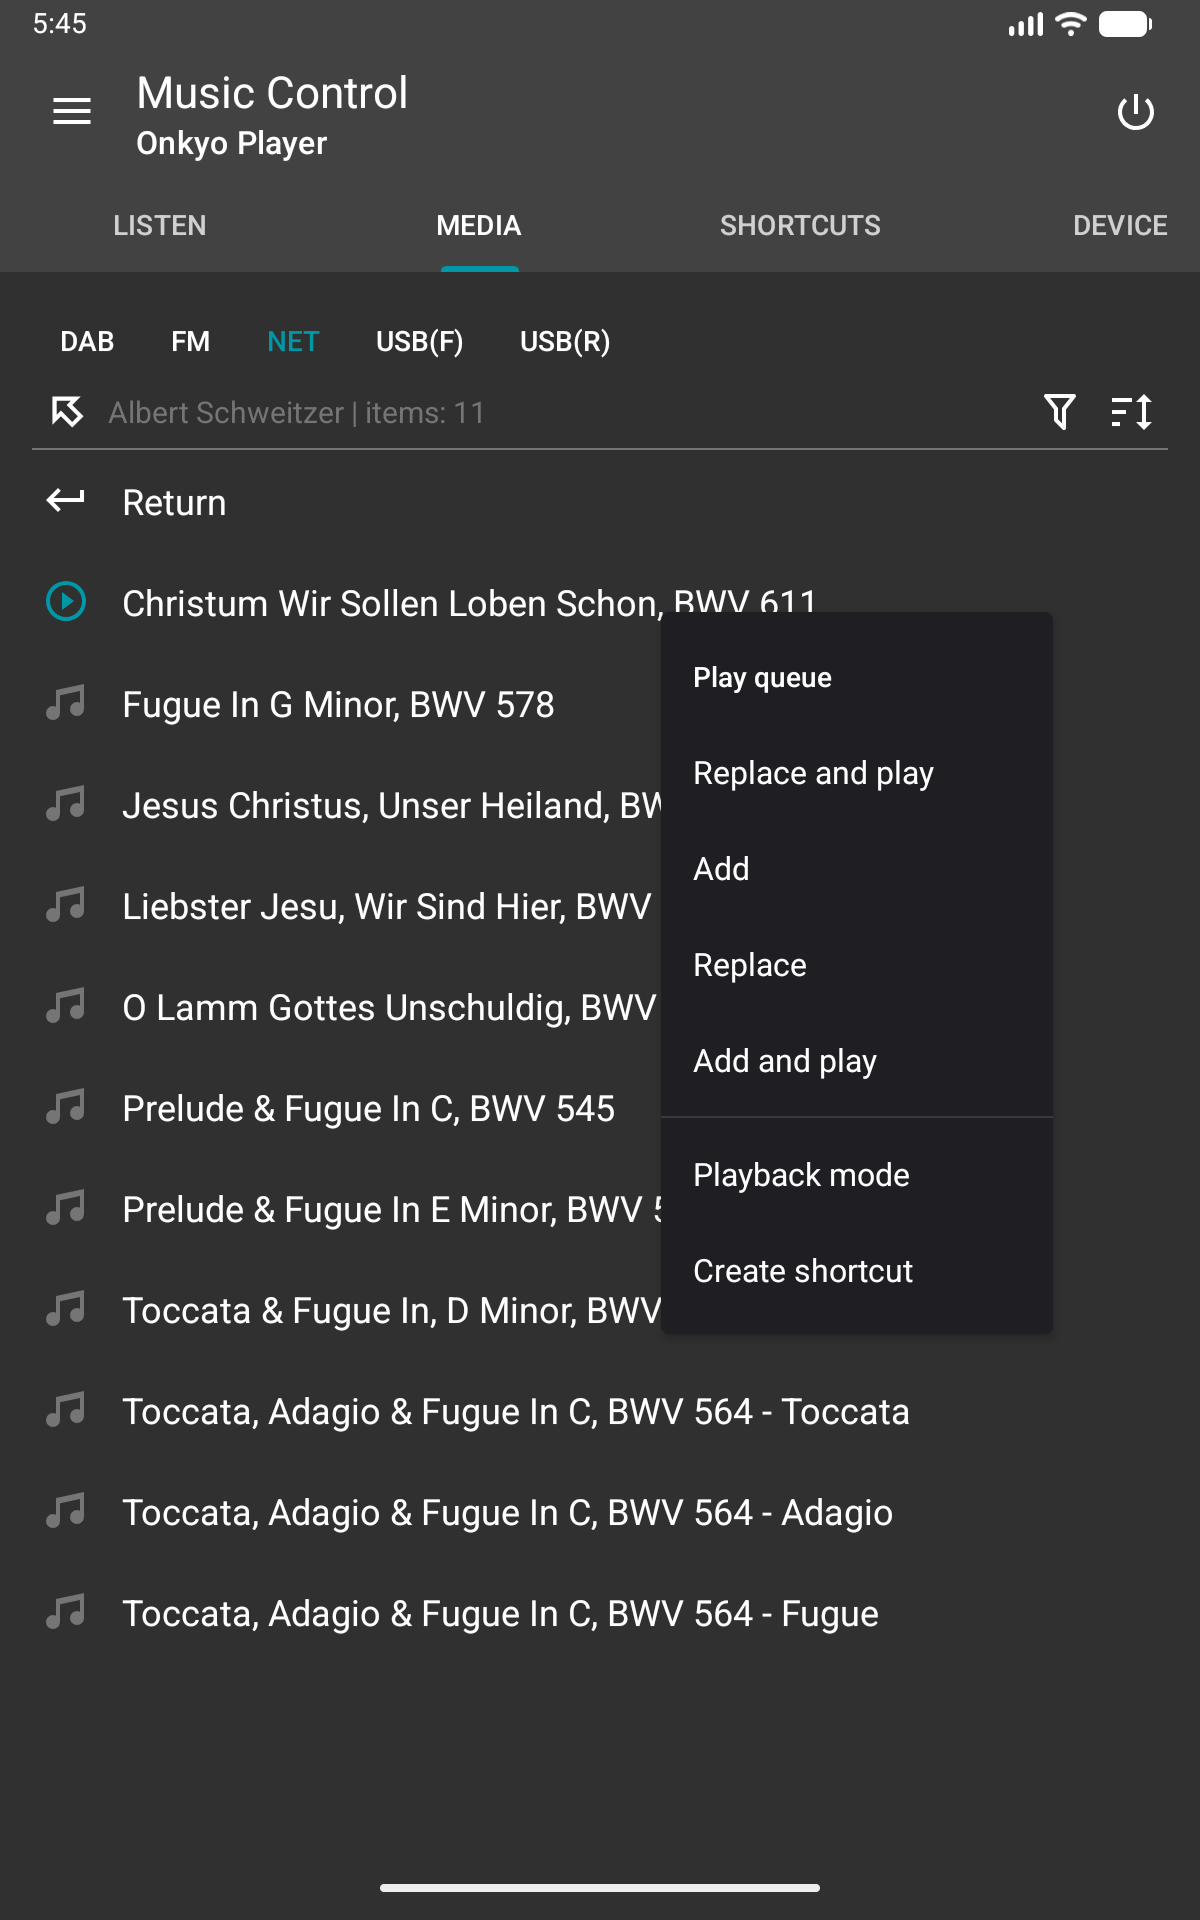 5:45
Music Control
Onkyo Player
LISTEN MEDIA SHORTCUTS DEVICE
DAB FM NET USB(F) USB(R)
Albert Schweitzer | items: 11
Return
Christum Wir Sollen Loben Schon, BWV 611
Fugue In G Minor, BWV 578
Jesus Christus, Unser Heiland,
Liebster Jesu, Wir Sind Hier, BWV
O Lamm Gottes Unschuldig, BWV
Prelude & Fugue In C, BWV 545
Prelude & Fugue In E Minor, BWV
Toccata & Fugue In, D Minor, BWV
Toccata, Adagio & Fugue In C, BWV 564 - Toccata
Toccata, Adagio & Fugue In C, BWV 564 - Adagio
Toccata, Adagio & Fugue In C, BWV 564 - Fugue
Play queue
Replace and play
Add
Replace
Add and play
Playback mode
Create shortcut